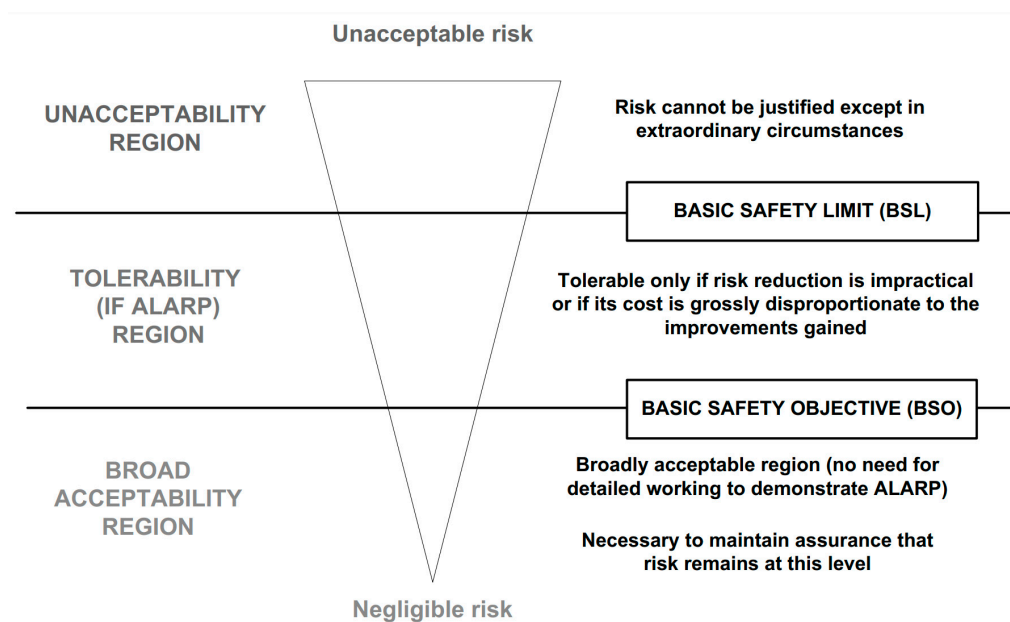 Unacceptable risk
UNACCEPTABILITY
REGION
Risk cannot be justified except in
extraordinary circumstances
BASIC SAFETY LIMIT (BSL)
TOLERABILITY
(IF ALARP)
REGION
Tolerable only if risk reduction is impractical
or if its cost is grossly disproportionate to the
improvements gained
BASIC SAFETY OBJECTIVE (BSO)
BROAD
ACCEPTABILITY
REGION
Broadly acceptable region (no need for
detailed working to demonstrate ALARP)
Necessary to maintain assurance that
risk remains at this level
Negligible risk